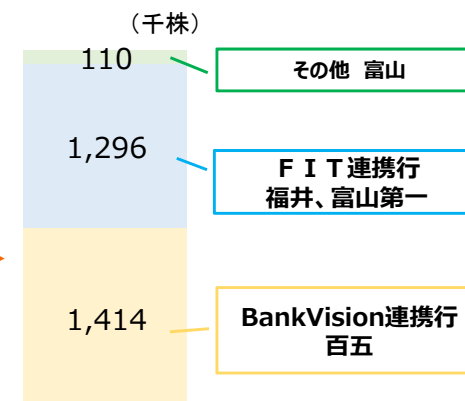 （千株）
110
その他 富山
1,296
ＦＩＴ連携行
福井、富山第一
1,414
BankVision連携行
百五